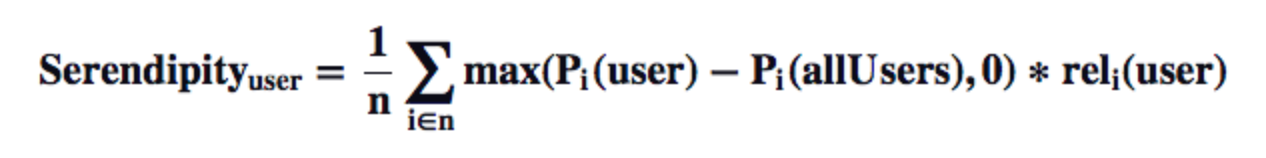 Serendipity_user = 1/n ∑_{i∈n} max(P_i(user) − P_i(allUsers), 0) * rel_i(user)